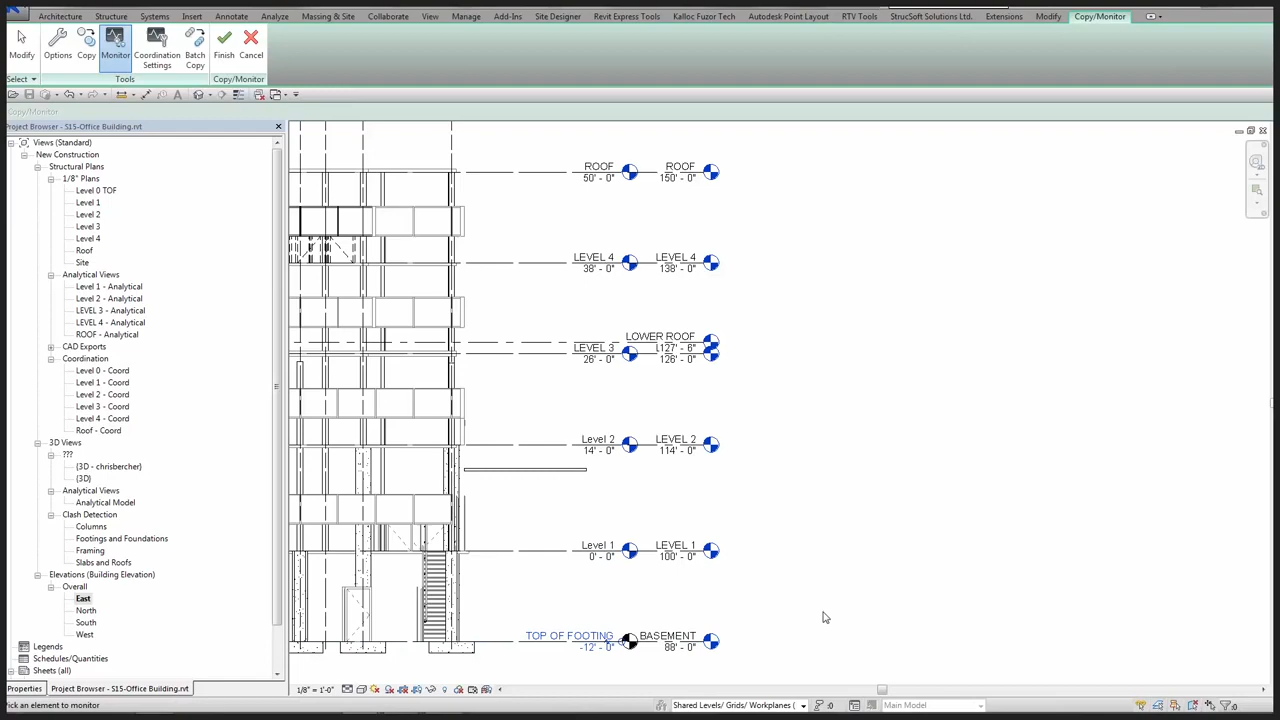 Architecture Structure Systems Insert Annotate Analyze Massing & Site Collaborate View Manage Add-Ins Site Designer Revit Express Tools Kalloc Fuzor Tech Autodesk Point Layout RTV Tools StrucSoft Solutions Ltd. Extensions Modify Copy/Monitor
Modify Options Copy Monitor Coordination Settings Batch Copy Finish Cancel
Select Tools Copy/Monitor
Copy/Monitor
Project Browser - S15-Office Building.rvt
Views (Standard)
New Construction
Structural Plans
1/8" Plans
Level 0 TOF
Level 1
Level 2
Level 3
Level 4
Roof
Site
Analytical Views
Level 1 - Analytical
Level 2 - Analytical
LEVEL 3 - Analytical
LEVEL 4 - Analytical
ROOF - Analytical
CAD Exports
Coordination
Level 0 - Coord
Level 1 - Coord
Level 2 - Coord
Level 3 - Coord
Level 4 - Coord
Roof - Coord
3D Views
???
{3D - chrisbercher}
{3D}
Analytical Views
Analytical Model
Clash Detection
Columns
Footings and Foundations
Framing
Slabs and Roofs
Elevations (Building Elevation)
Overall
East
North
South
West
Legends
Schedules/Quantities
Sheets (all)
Properties Project Browser - S15-Office Building.rvt
ROOF ROOF
50' - 0" 150' - 0"
LEVEL 4 LEVEL 4
38' - 0" 138' - 0"
LOWER ROOF
LEVEL 3 127' - 6"
26' - 0" 126' - 0"
Level 2 LEVEL 2
14' - 0" 114' - 0"
Level 1 LEVEL 1
0' - 0" 100' - 0"
TOP OF FOOTING BASEMENT
-12' - 0" 88' - 0"
1/8" = 1'-0"
Pick an element to monitor Shared Levels/ Grids/ Workplanes ( :0 Main Model :0